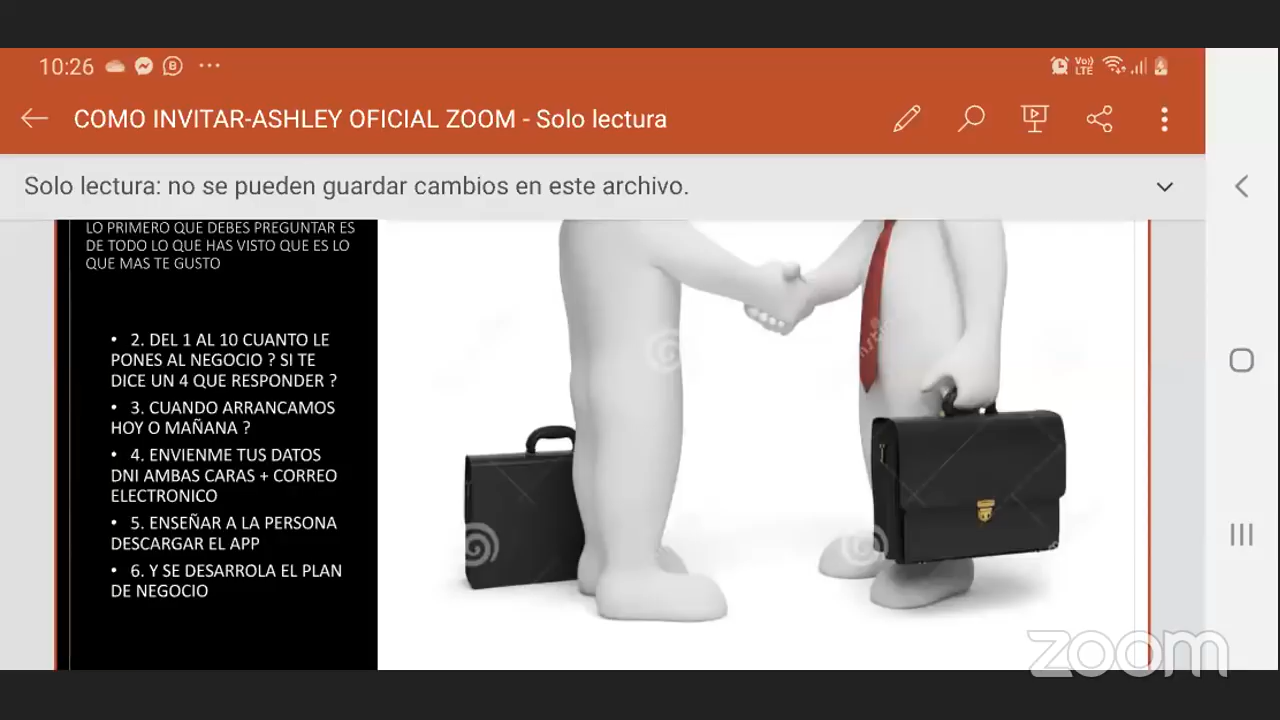 10:26
VoLTE
COMO INVITAR-ASHLEY OFICIAL ZOOM - Solo lectura
Solo lectura: no se pueden guardar cambios en este archivo.
LO PRIMERO QUE DEBES PREGUNTAR ES
DE TODO LO QUE HAS VISTO QUE ES LO
QUE MAS TE GUSTO
• 2. DEL 1 AL 10 CUANTO LE
PONES AL NEGOCIO ? SI TE
DICE UN 4 QUE RESPONDER ?
• 3. CUANDO ARRANCAMOS
HOY O MAÑANA ?
• 4. ENVIENME TUS DATOS
DNI AMBAS CARAS + CORREO
ELECTRONICO
• 5. ENSEÑAR A LA PERSONA
DESCARGAR EL APP
• 6. Y SE DESARROLA EL PLAN
DE NEGOCIO
zoom